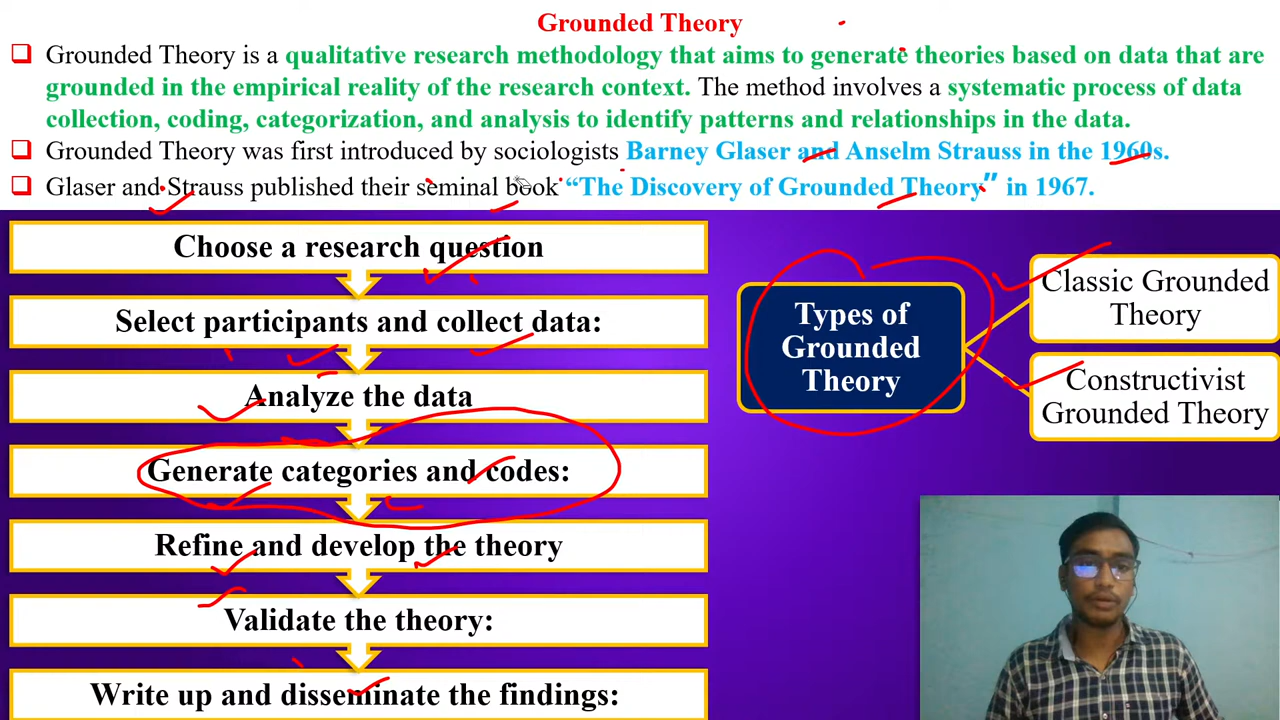 Grounded Theory
Grounded Theory is a qualitative research methodology that aims to generate theories based on data that are
grounded in the empirical reality of the research context. The method involves a systematic process of data
collection, coding, categorization, and analysis to identify patterns and relationships in the data.
Grounded Theory was first introduced by sociologists Barney Glaser and Anselm Strauss in the 1960s.
Glaser and Strauss published their seminal book “The Discovery of Grounded Theory” in 1967.
Choose a research question
Select participants and collect data:
Analyze the data
Generate categories and codes:
Refine and develop the theory
Validate the theory:
Write up and disseminate the findings:
Types of
Grounded
Theory
Classic Grounded
Theory
Constructivist
Grounded Theory